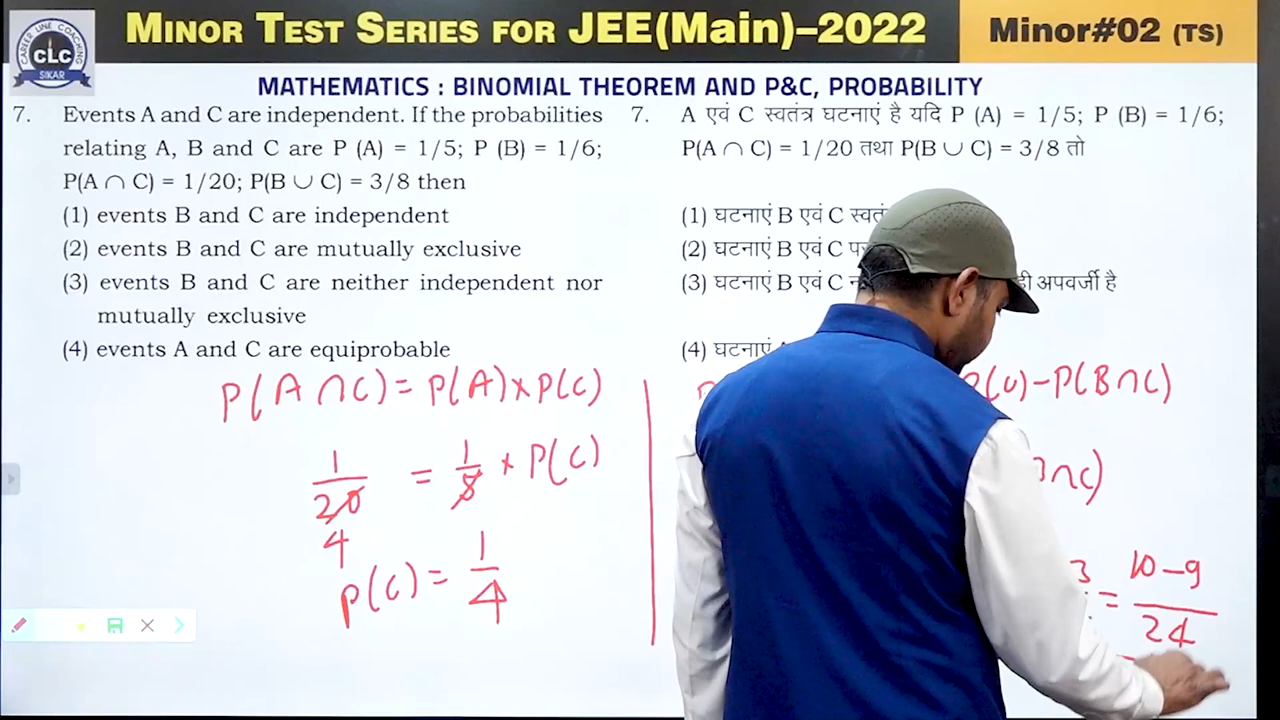 MINOR TEST SERIES FOR JEE(MAIN)–2022
Minor#02 (TS)
CAREER LINE COACHING
CLC
SIKAR
MATHEMATICS : BINOMIAL THEOREM AND P&C, PROBABILITY
7. Events A and C are independent. If the probabilities
relating A, B and C are P (A) = 1/5; P (B) = 1/6;
P(A ∩ C) = 1/20; P(B ∪ C) = 3/8 then
(1) events B and C are independent
(2) events B and C are mutually exclusive
(3) events B and C are neither independent nor
mutually exclusive
(4) events A and C are equiprobable
7. A एवं C स्वतंत्र घटनाएं है यदि P (A) = 1/5; P (B) = 1/6;
P(A ∩ C) = 1/20 तथा P(B ∪ C) = 3/8 तो
(1) घटनाएं B एवं C
(2) घटनाएं B एवं C
(3) घटनाएं B एवं C अपवर्जी है
(4) घटनाएं
P(A∩C) = P(A)×P(C)
1/20 = 1/5 × P(C)
4
P(C) = 1/4
-P(B∩C)
∩C)
3 = 10-9/24